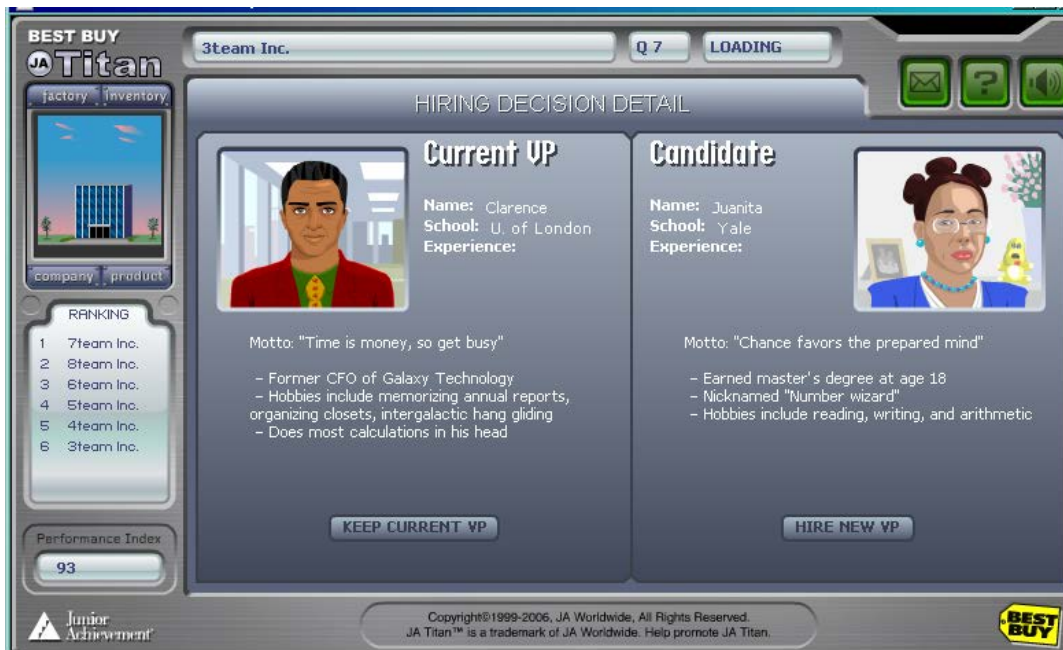 BEST BUY
JA Titan
factory inventory
company product
3team Inc.
Q 7
LOADING
HIRING DECISION DETAIL
Current VP
Name: Clarence
School: U. of London
Experience:
Motto: "Time is money, so get busy"
- Former CFO of Galaxy Technology
- Hobbies include memorizing annual reports,
organizing closets, intergalactic hang gliding
- Does most calculations in his head
KEEP CURRENT VP
Candidate
Name: Juanita
School: Yale
Experience:
Motto: "Chance favors the prepared mind"
- Earned master's degree at age 18
- Nicknamed "Number wizard"
- Hobbies include reading, writing, and arithmetic
HIRE NEW VP
RANKING
1 7team Inc.
2 8team Inc.
3 6team Inc.
4 5team Inc.
5 4team Inc.
6 3team Inc.
Performance Index
93
Junior
Achievement
Copyright©1999-2006, JA Worldwide, All Rights Reserved.
JA Titan™ is a trademark of JA Worldwide. Help promote JA Titan.
BEST
BUY
?